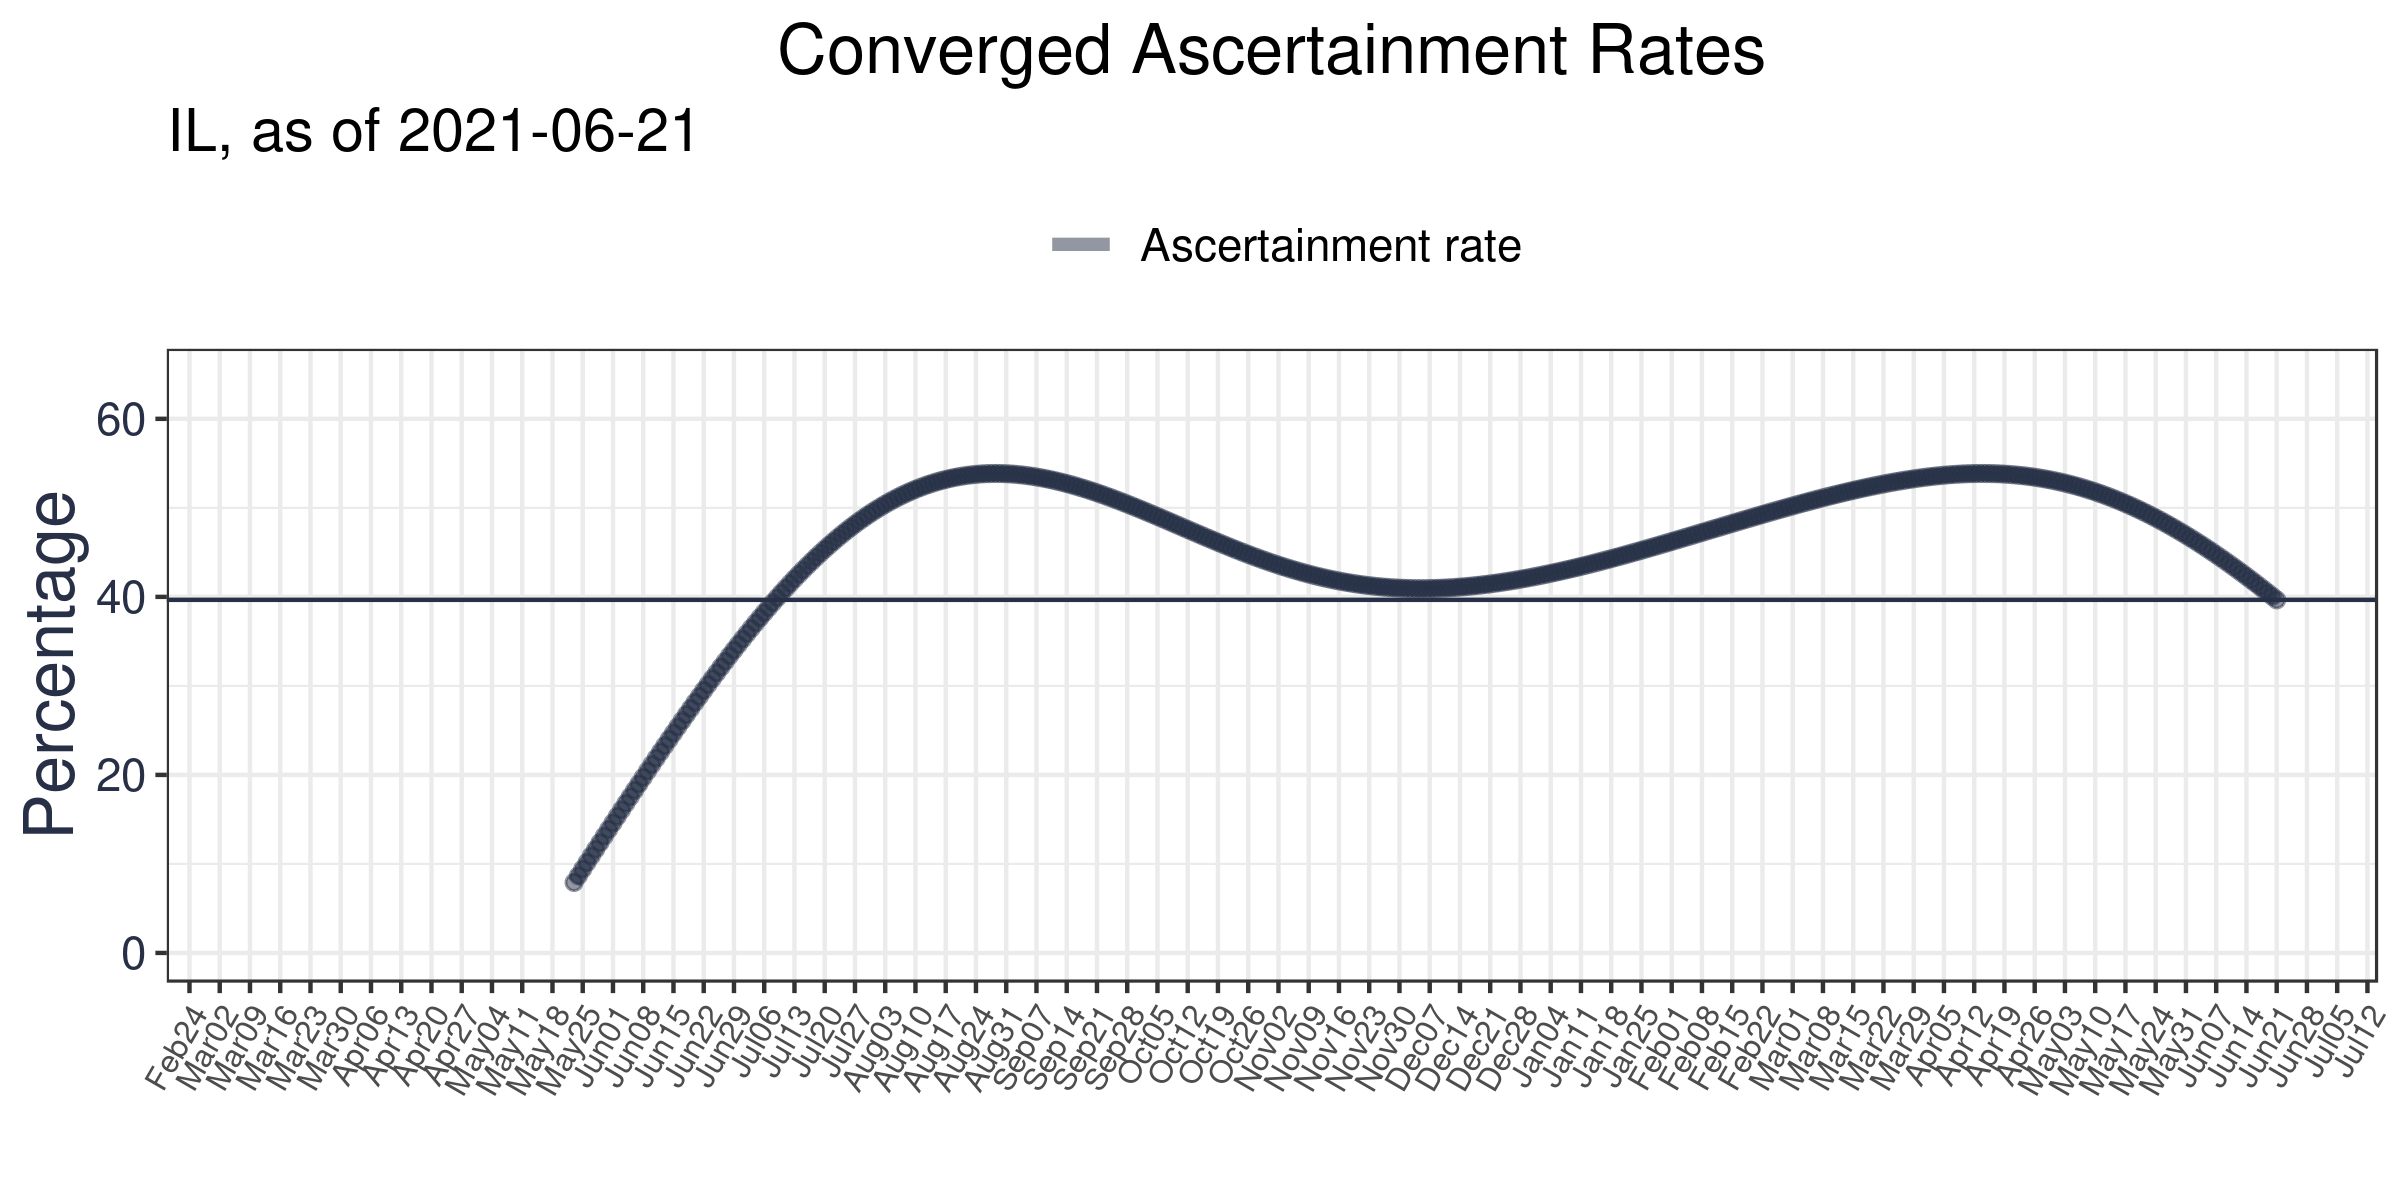 Converged Ascertainment Rates
IL, as of 2021-06-21
Ascertainment rate
Percentage
60
40
20
0
Feb24
Mar02
Mar09
Mar16
Mar23
Mar30
Apr06
Apr13
Apr20
Apr27
May04
May11
May18
May25
Jun01
Jun08
Jun15
Jun22
Jun29
Jul06
Jul13
Jul20
Jul27
Aug03
Aug10
Aug17
Aug24
Aug31
Sep07
Sep14
Sep21
Sep28
Oct05
Oct12
Oct19
Oct26
Nov02
Nov09
Nov16
Nov23
Nov30
Dec07
Dec14
Dec21
Dec28
Jan04
Jan11
Jan18
Jan25
Feb01
Feb08
Feb15
Feb22
Mar01
Mar08
Mar15
Mar22
Mar29
Apr05
Apr12
Apr19
Apr26
May03
May10
May17
May24
May31
Jun07
Jun14
Jun21
Jun28
Jul05
Jul12